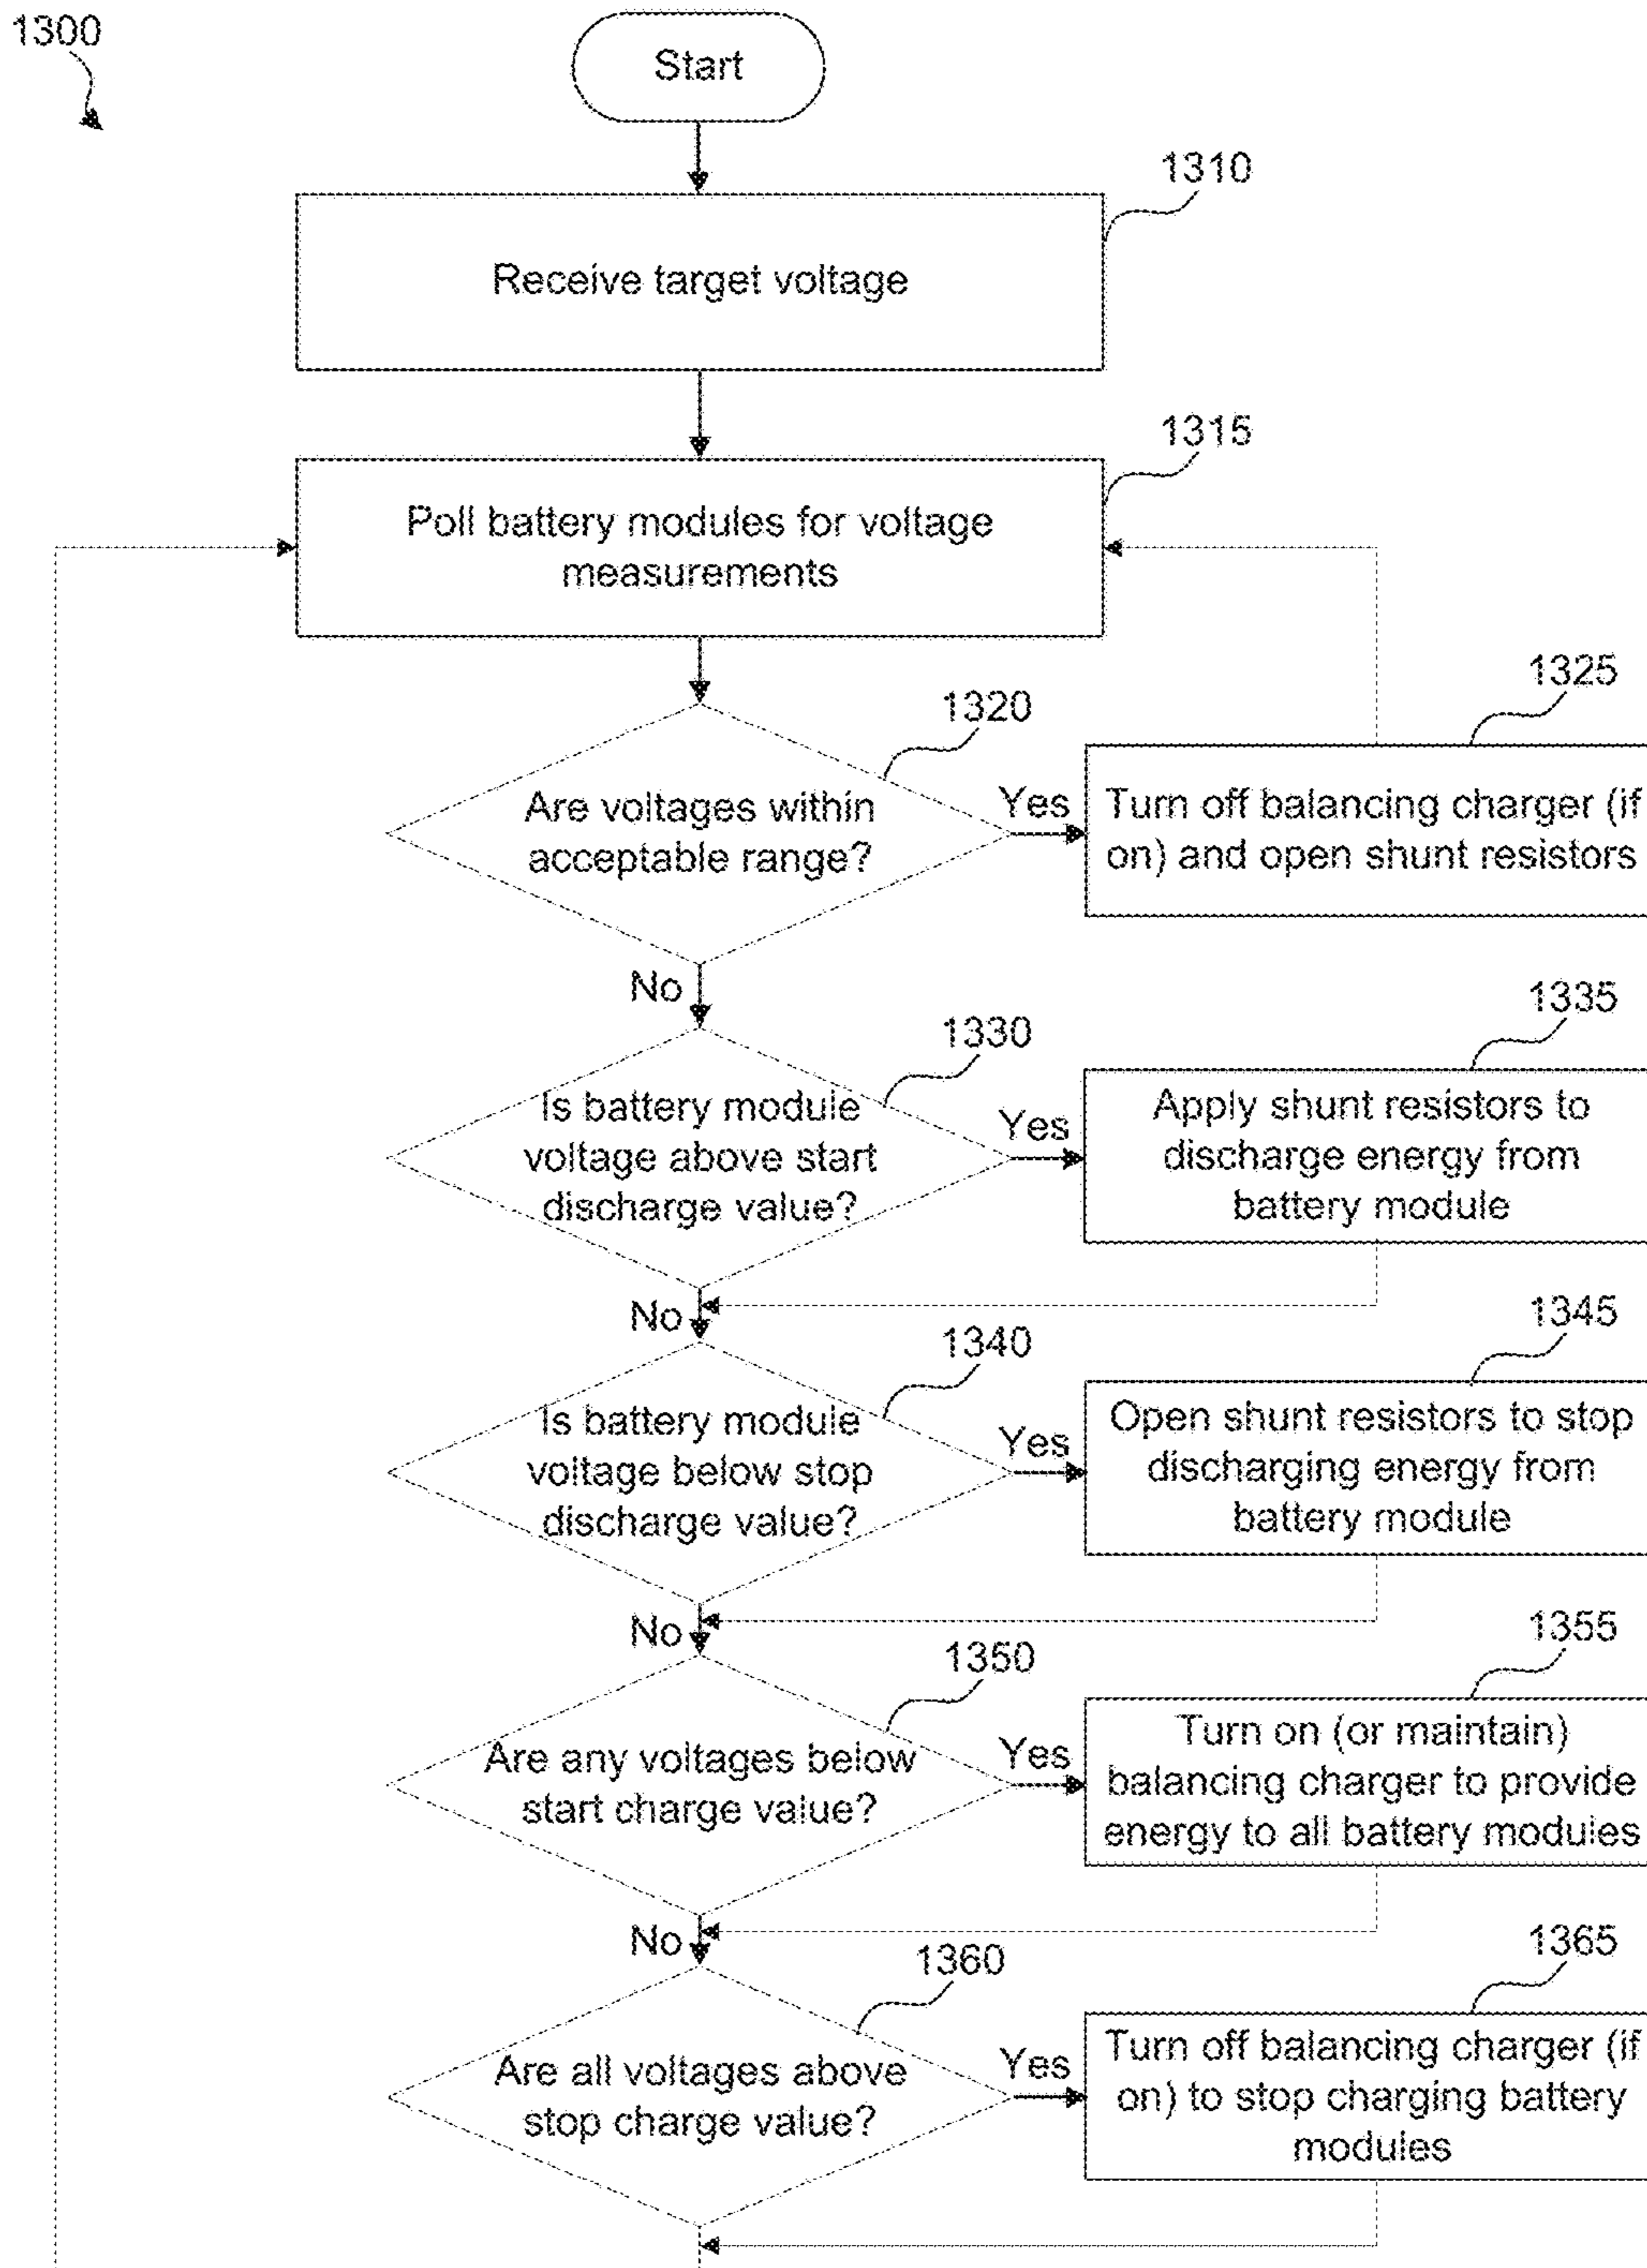 1300
Start
1310
Receive target voltage
1315
Poll battery modules for voltage
measurements
1320
Are voltages within
acceptable range?
Yes
1325
Turn off balancing charger (if
on) and open shunt resistors
No
1330
Is battery module
voltage above start
discharge value?
Yes
1335
Apply shunt resistors to
discharge energy from
battery module
No
1340
Is battery module
voltage below stop
discharge value?
Yes
1345
Open shunt resistors to stop
discharging energy from
battery module
No
1350
Are any voltages below
start charge value?
Yes
1355
Turn on (or maintain)
balancing charger to provide
energy to all battery modules
No
1360
Are all voltages above
stop charge value?
Yes
1365
Turn off balancing charger (if
on) to stop charging battery
modules